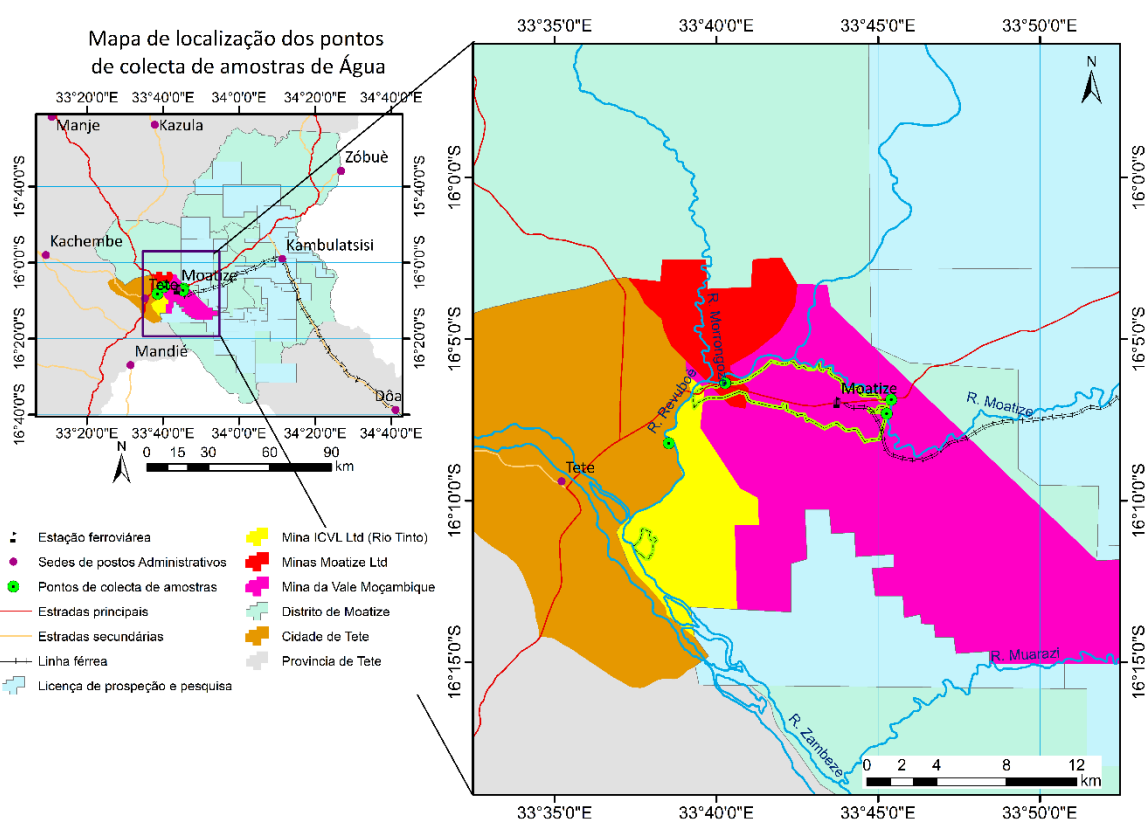 Mapa de localização dos pontos
de colecta de amostras de Água
33°20'0"E 33°40'0"E 34°0'0"E 34°20'0"E 34°40'0"E
Manje
Kazula
Zóbuè
15°40'0"S
15°40'0"S
Kachembe
Kambulatsisi
16°0'0"S
16°0'0"S
Moatize
Tete
16°20'0"S
16°20'0"S
Mandié
Dôa
16°40'0"S
16°40'0"S
33°20'0"E 33°40'0"E 34°0'0"E 34°20'0"E 34°40'0"E
N
0 15 30 60 90
km
Estação ferroviárea
Sedes de postos Administrativos
Pontos de colecta de amostras
Estradas principais
Estradas secundárias
Linha férrea
Licença de prospeção e pesquisa
Mina ICVL Ltd (Rio Tinto)
Minas Moatize Ltd
Mina da Vale Moçambique
Distrito de Moatize
Cidade de Tete
Provincia de Tete
33°35'0"E 33°40'0"E 33°45'0"E 33°50'0"E
N
16°0'0"S
16°0'0"S
16°5'0"S
16°5'0"S
R. Morrongoz
R. Revuboe
Moatize
R. Moatize
Tete
16°10'0"S
16°10'0"S
16°15'0"S
16°15'0"S
R. Muarazi
R. Zambeze
0 2 4 8 12
km
33°35'0"E 33°40'0"E 33°45'0"E 33°50'0"E